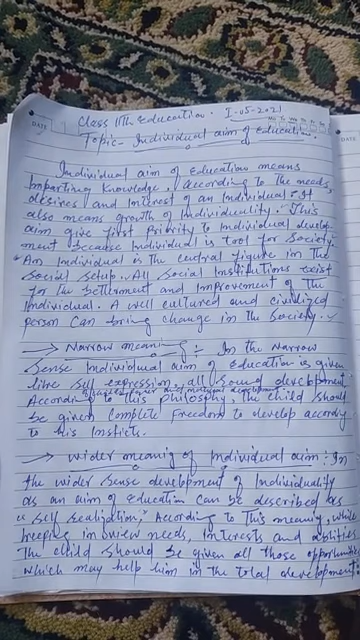 Class 11th Education. I-05-2021
DATE
Topic- Individual aim of education.
Individual aim of Education means
Imparting Knowledge. According to the needs,
desires and interest of an Individual. It
also means growth of Individuality. This
aim give first Priority to Individual develop-
ment because Individual is tool for Society.
An Individual is the central figure in the
Social Setup. All Social Institutions exist
for the betterment and Improvement of the
Individual. A well cultured and civilized
person can bring change in the Society.
→ Narrow meaning :- In the Narrow
Sense Individual aim of Education is given
like self expression, all sound development
natural development
According to This philosophy, the child should
be given complete Freedom to develop accordy
to his Instincts.
→ wider meaning of Individual aim :- In
the wider sense development of Individuality
as an aim of Education can be described as
"Self Realization," According to This meaning, while
keeping in view needs, Interests and abilities
The child should be given all those opportunities
which may help him in the total development.